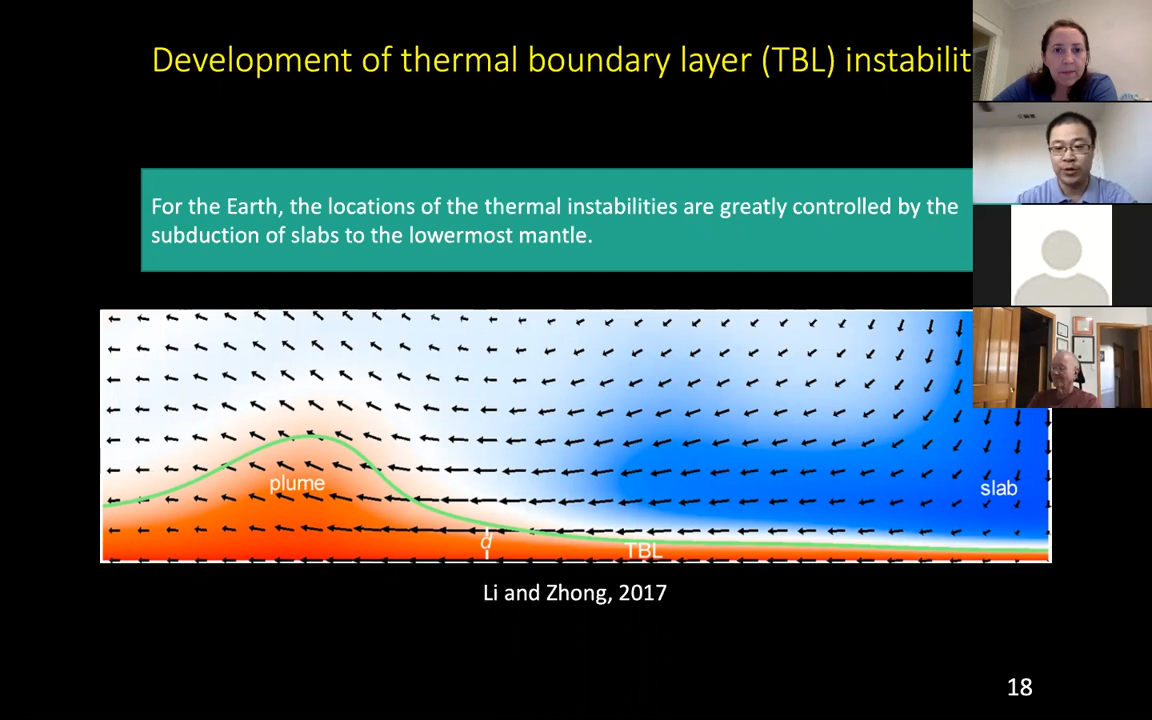 Development of thermal boundary layer (TBL) instabilit
For the Earth, the locations of the thermal instabilities are greatly controlled by the
subduction of slabs to the lowermost mantle.
plume
slab
d
TBL
Li and Zhong, 2017
18